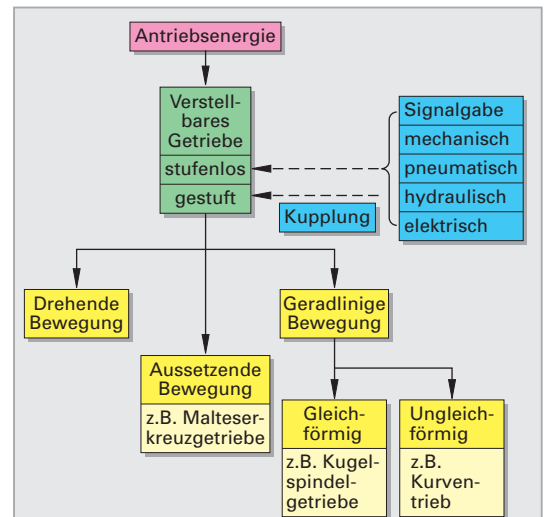 Antriebsenergie
Verstell-
bares
Getriebe
stufenlos
gestuft
Signalgabe
mechanisch
pneumatisch
hydraulisch
elektrisch
Kupplung
Drehende
Bewegung
Geradlinige
Bewegung
Aussetzende
Bewegung
z.B. Malteser-
kreuzgetriebe
Gleich-
förmig
z.B. Kugel-
spindel-
getriebe
Ungleich-
förmig
z.B.
Kurven-
trieb